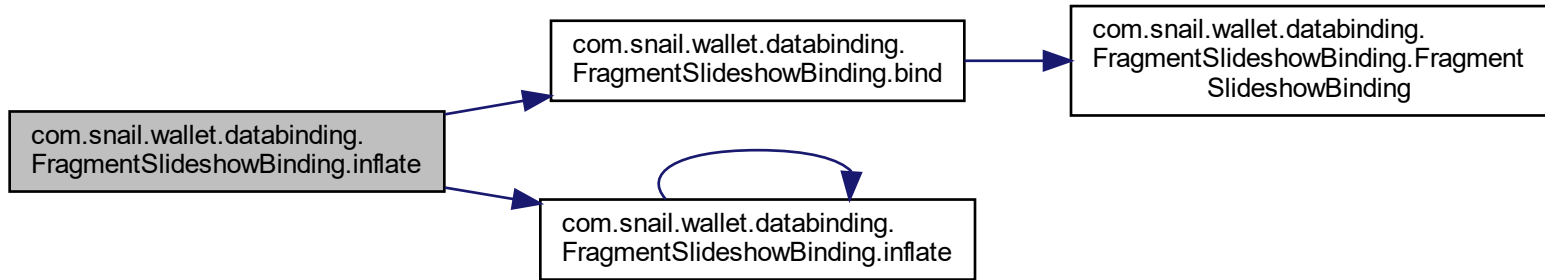 com.snail.wallet.databinding.
FragmentSlideshowBinding.inflate
com.snail.wallet.databinding.
FragmentSlideshowBinding.bind
com.snail.wallet.databinding.
FragmentSlideshowBinding.Fragment
SlideshowBinding
com.snail.wallet.databinding.
FragmentSlideshowBinding.inflate